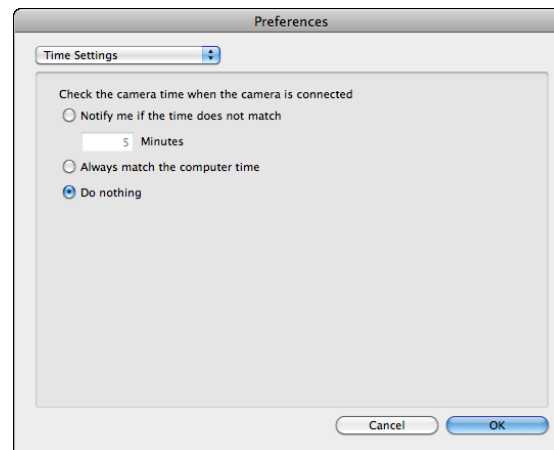 Preferences
Time Settings
Check the camera time when the camera is connected
Notify me if the time does not match
5 Minutes
Always match the computer time
Do nothing
Cancel OK